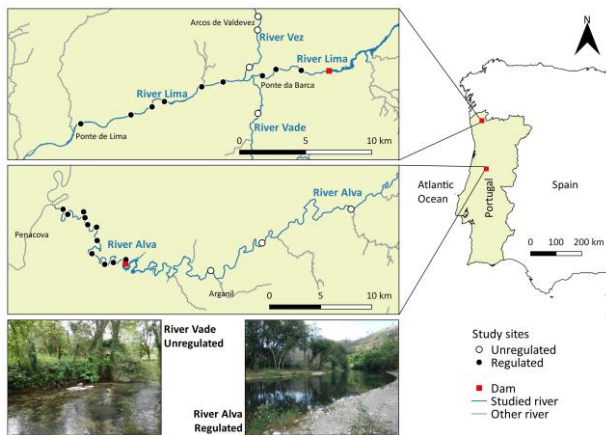 Arcos de Valdevez
River Vez
River Lima
River Lima
Ponte da Barca
Ponte de Lima
River Vade
0 5 10 km
River Alva
Penacova
River Alva
Arganil
0 5 10 km
River Vade
Unregulated
River Alva
Regulated
N
Atlantic
Ocean
Portugal
Spain
0 100 200 km
Study sites
Unregulated
Regulated
Dam
Studied river
Other river